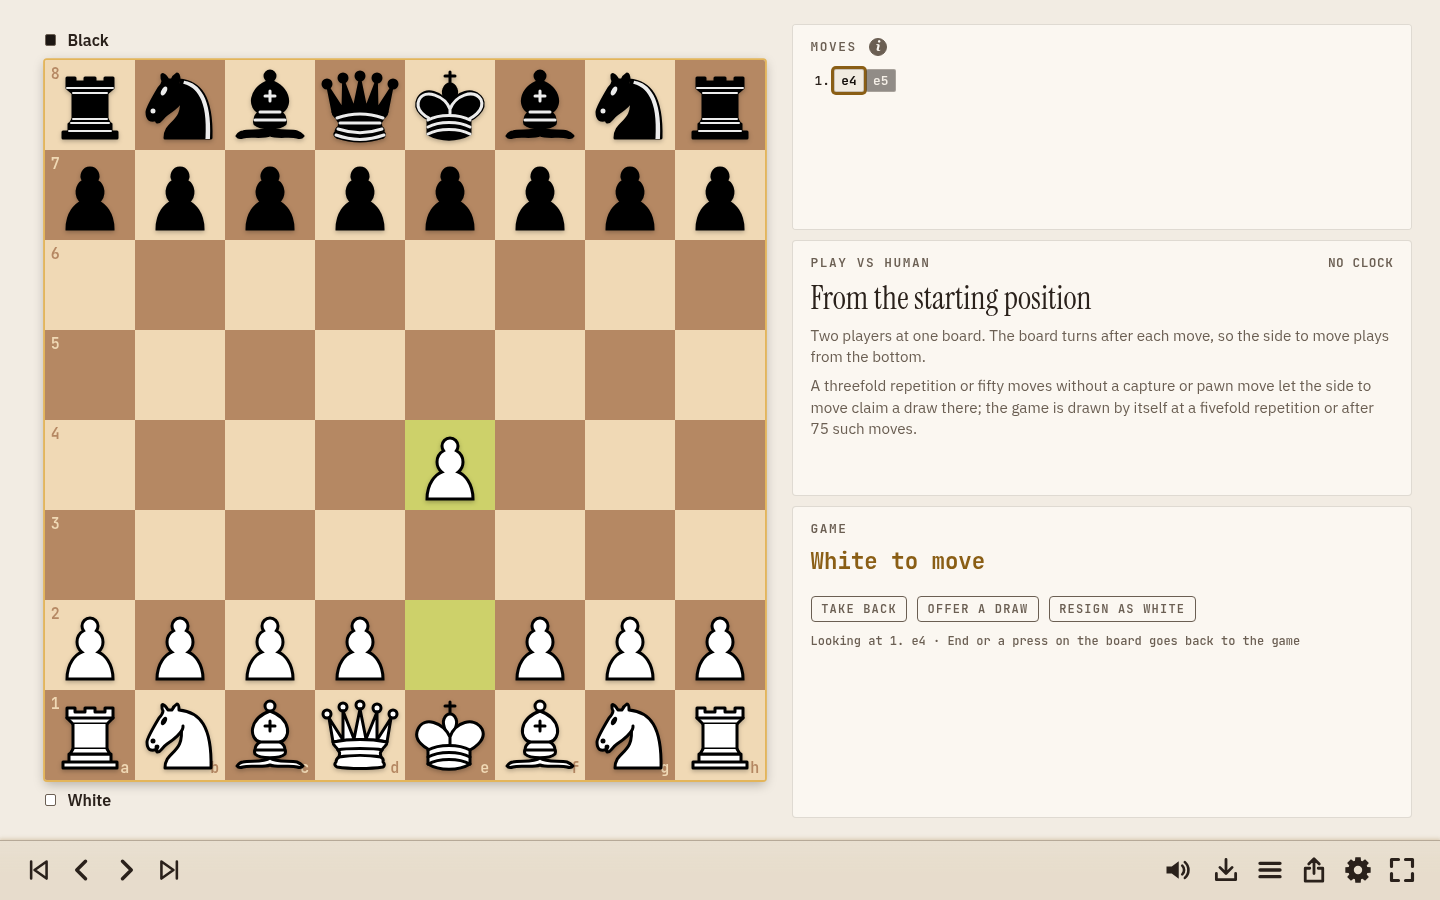 Black
8
7
6
5
4
3
2
1
a b c d e f g h
White
MOVES i
1. e4 e5
PLAY VS HUMAN NO CLOCK
From the starting position
Two players at one board. The board turns after each move, so the side to move plays
from the bottom.
A threefold repetition or fifty moves without a capture or pawn move let the side to
move claim a draw there; the game is drawn by itself at a fivefold repetition or after
75 such moves.
GAME
White to move
TAKE BACK OFFER A DRAW RESIGN AS WHITE
Looking at 1. e4 · End or a press on the board goes back to the game